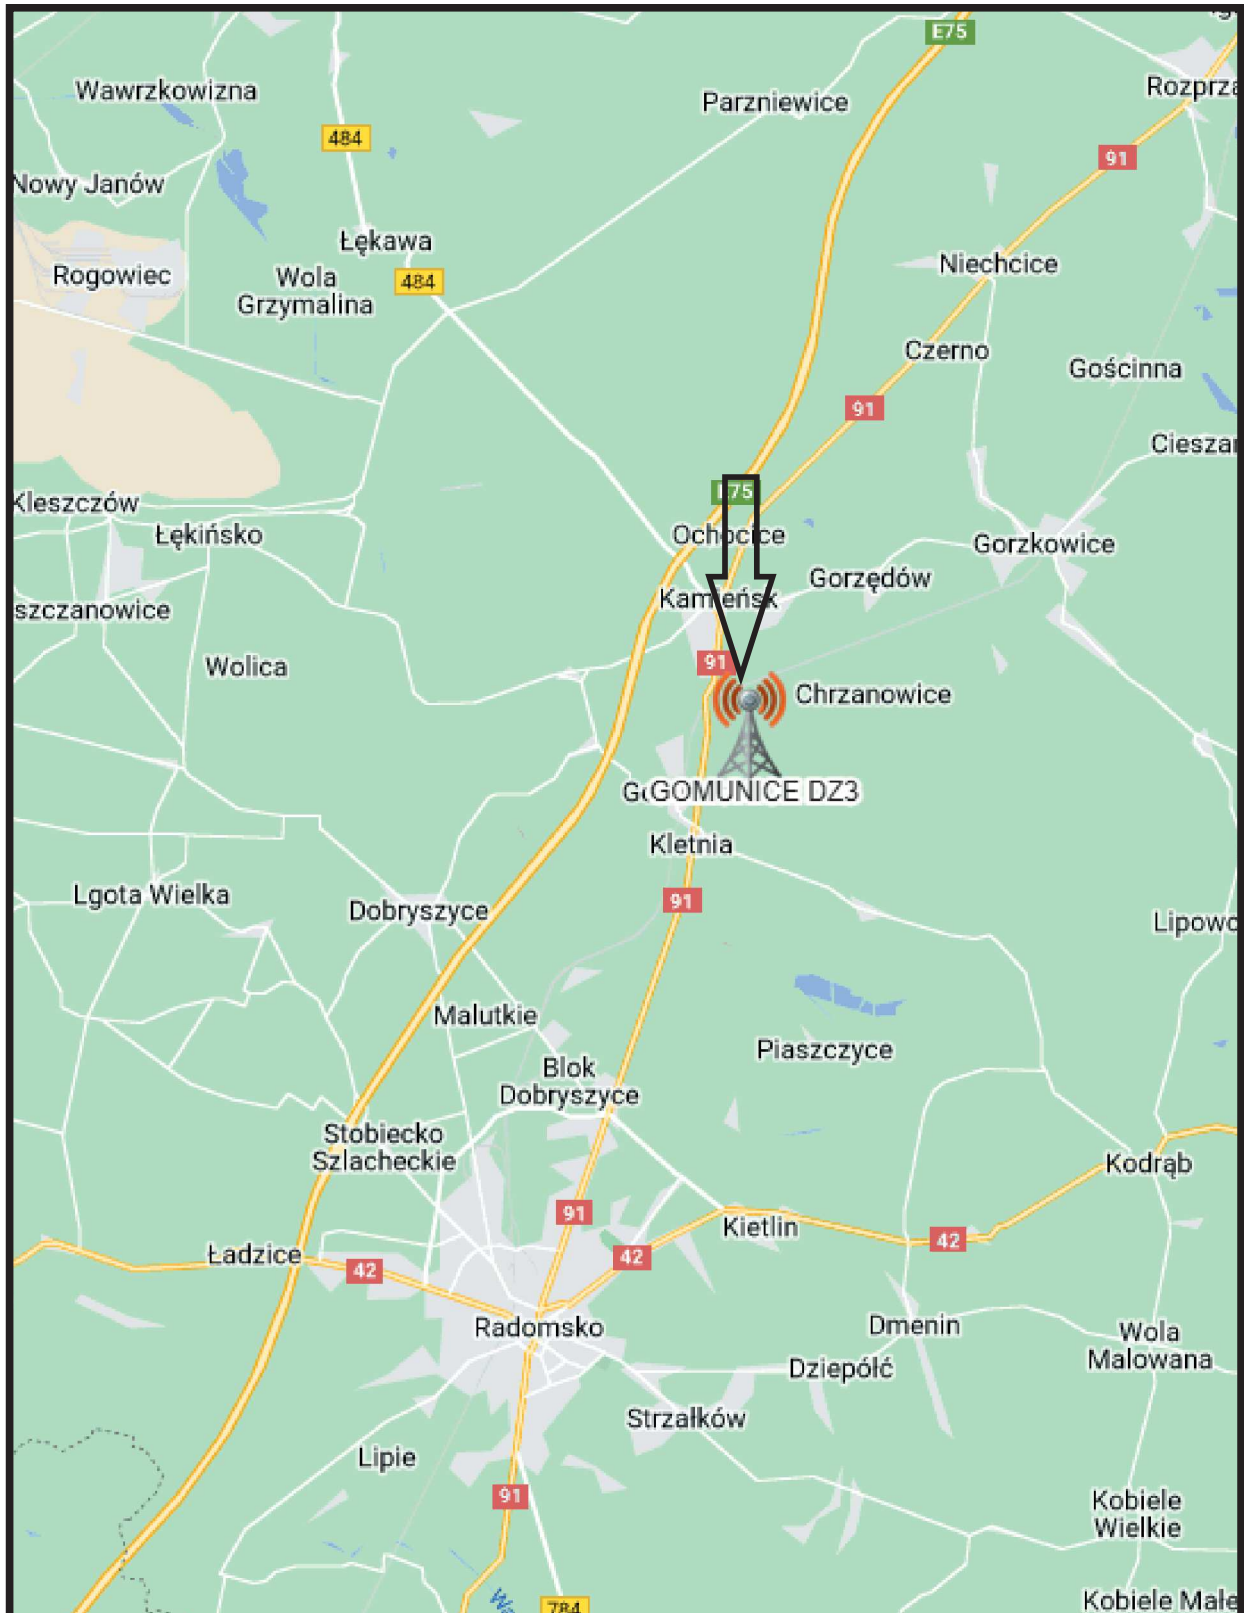 E75
Wawrzkowizna
Parzniewice
484
91
Nowy Janów
Łękawa
Niechcice
Rogowiec
Wola
Grzymalina
484
Czerno
Gościnna
91
Kleszczów
E75
Łękińsko
Ochocice
Gorzkowice
Gorzędów
Kamieńsk
szczanowice
Wolica
91
Chrzanowice
GOMUNICE DZ3
Kletnia
Lgota Wielka
91
Dobryszyce
Malutkie
Piaszczyce
Blok
Dobryszyce
Stobiecko
Szlacheckie
Kodrąb
91
Kietlin
42
Ładzice
42
42
Radomsko
Dmenin
Wola
Malowana
Dziepółć
Strzałków
Lipie
91
Kobiele
Wielkie
Kobiele Małe
784